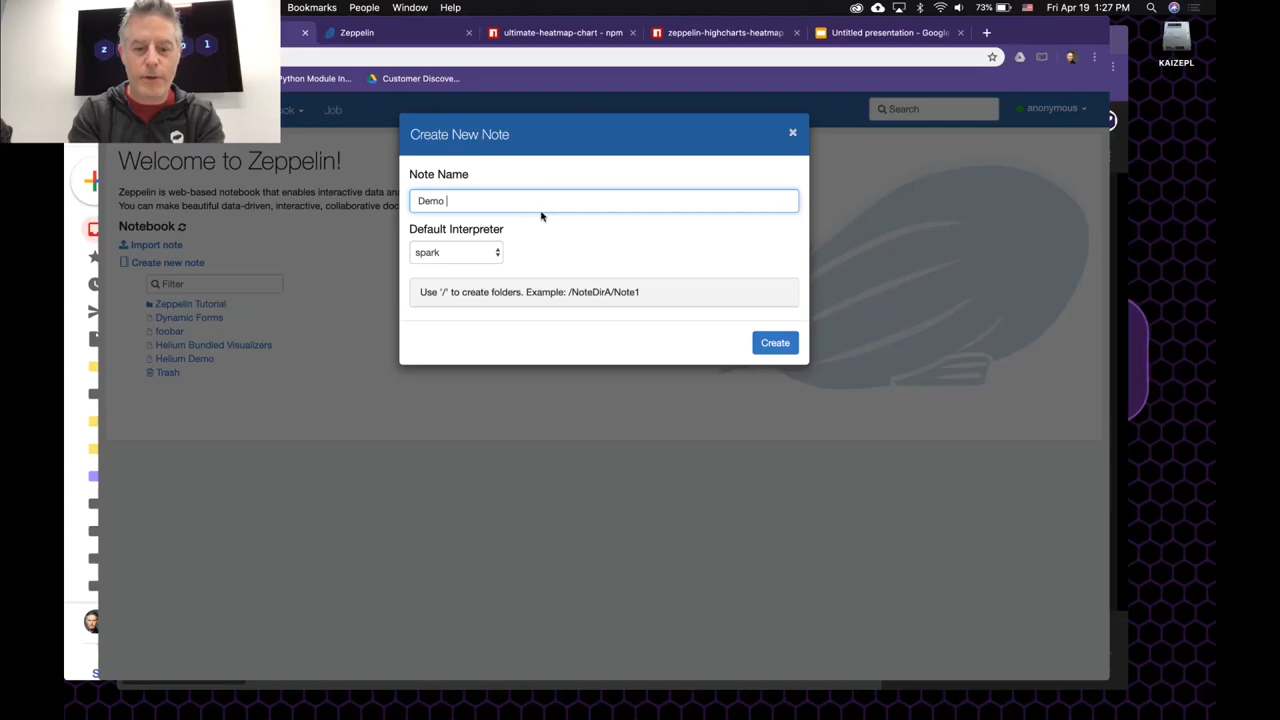 Bookmarks People Window Help
73% Fri Apr 19 1:27 PM
z p l
Zeppelin
ultimate-heatmap-chart - npm
zeppelin-highcharts-heatmap
Untitled presentation - Google
Python Module In...
Customer Discove...
Job
Search
anonymous
KAIZEPL
Welcome to Zeppelin!
Zeppelin is web-based notebook that enables interactive data
You can make beautiful data-driven, interactive, collaborative
Notebook
Import note
Create new note
Filter
Zeppelin Tutorial
Dynamic Forms
foobar
Helium Bundled Visualizers
Helium Demo
Trash
Create New Note
×
Note Name
Demo
Default Interpreter
spark
Use '/' to create folders. Example: /NoteDirA/Note1
Create